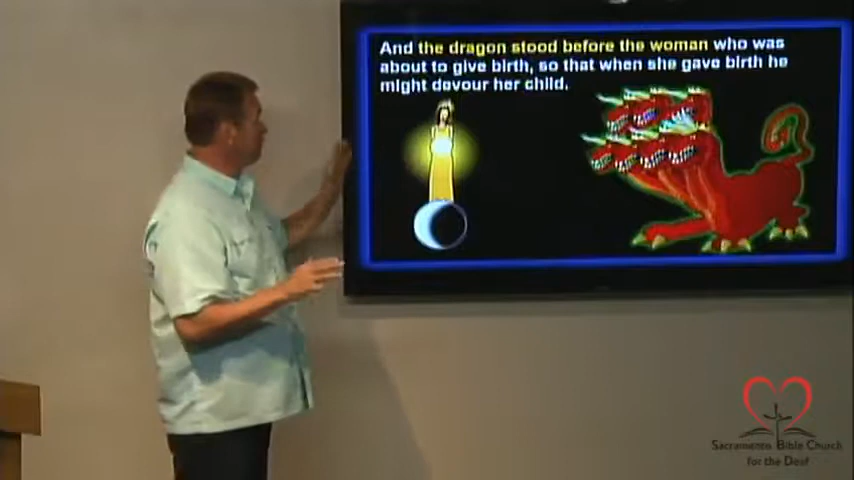 And the dragon stood before the woman who was
about to give birth, so that when she gave birth he
might devour her child.
Sacramento Bible Church
for the Deaf